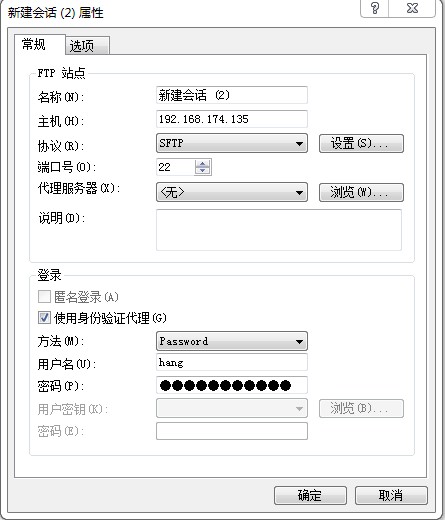 新建会话 (2) 属性
常规 选项
FTP 站点
名称(N): 新建会话 (2)
主机(H): 192.168.174.135
协议(R): SFTP 设置(S)...
端口号(O): 22
代理服务器(X): <无> 浏览(W)...
说明(D):
登录
匿名登录(A)
使用身份验证代理(G)
方法(M): Password
用户名(U): hang
密码(P): ●●●●●●●●●●●
用户密钥(K): 浏览(B)...
密码(E):
确定 取消